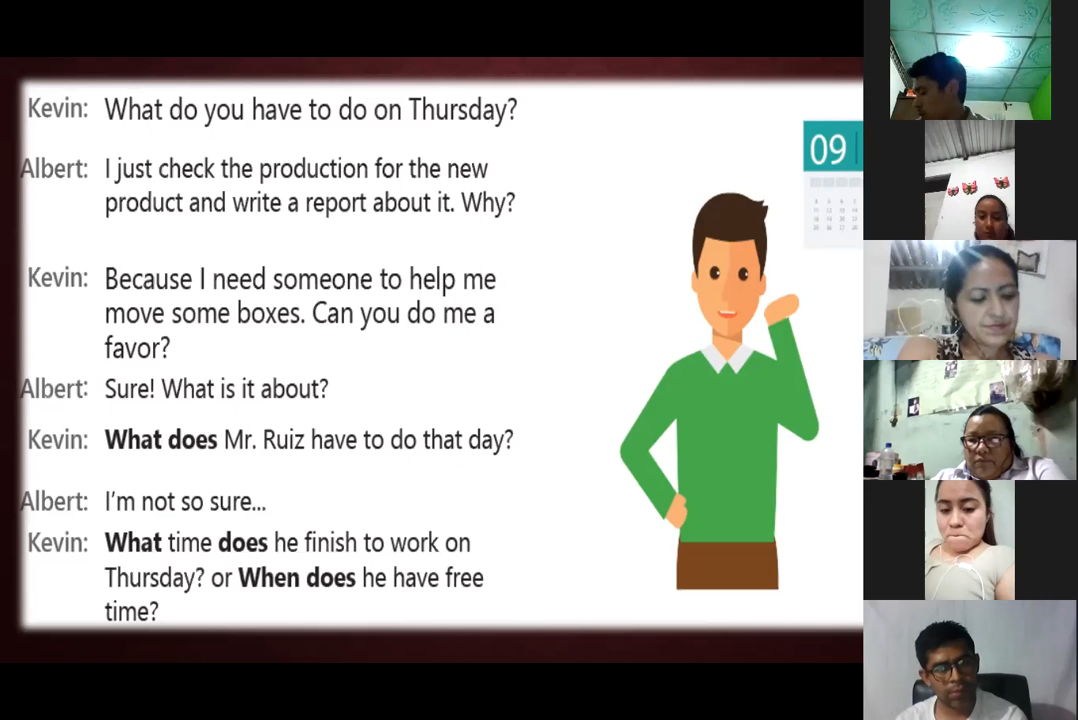 Kevin: What do you have to do on Thursday?
Albert: I just check the production for the new
product and write a report about it. Why?
Kevin: Because I need someone to help me
move some boxes. Can you do me a
favor?
Albert: Sure! What is it about?
Kevin: What does Mr. Ruiz have to do that day?
Albert: I'm not so sure...
Kevin: What time does he finish to work on
Thursday? or When does he have free
time?
09